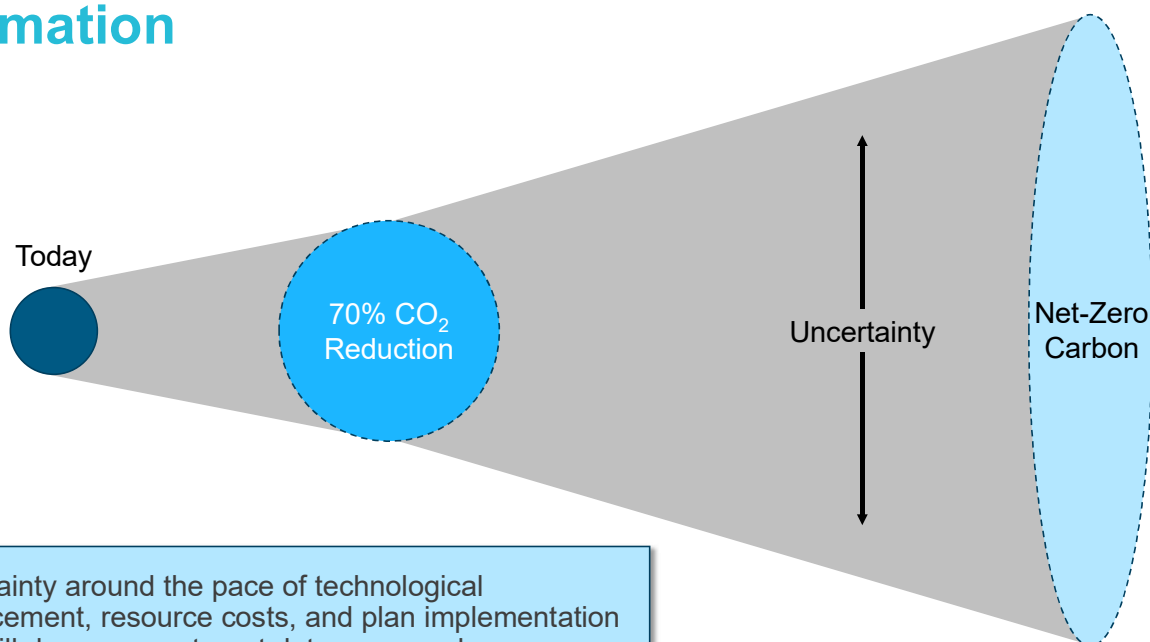 mation
Today
70% CO₂
Reduction
Uncertainty
Net-Zero
Carbon
ainty around the pace of technological
cement, resource costs, and plan implementation